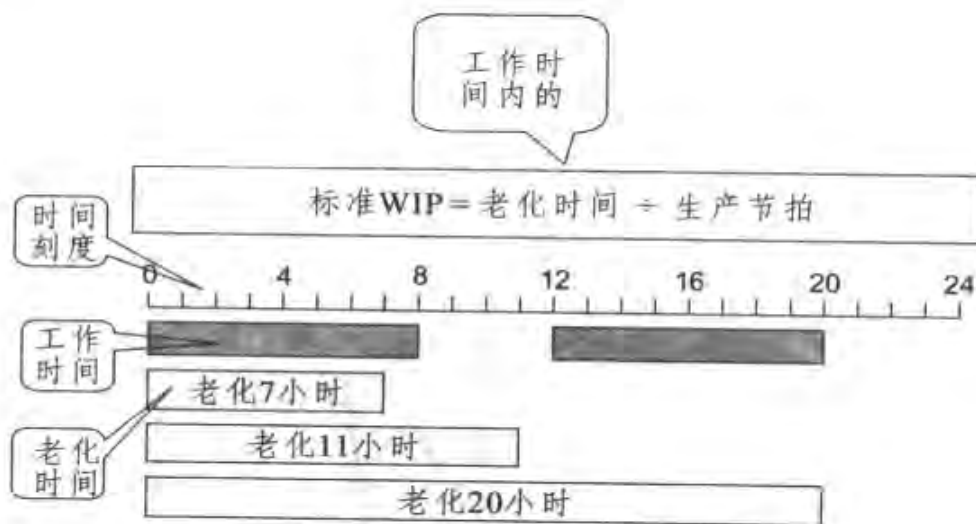 工作时
间内的
标准WIP=老化时间 ÷ 生产节拍
时间
刻度
0 4 8 12 16 20 24
工作
时间
老化7小时
老化
时间
老化11小时
老化20小时